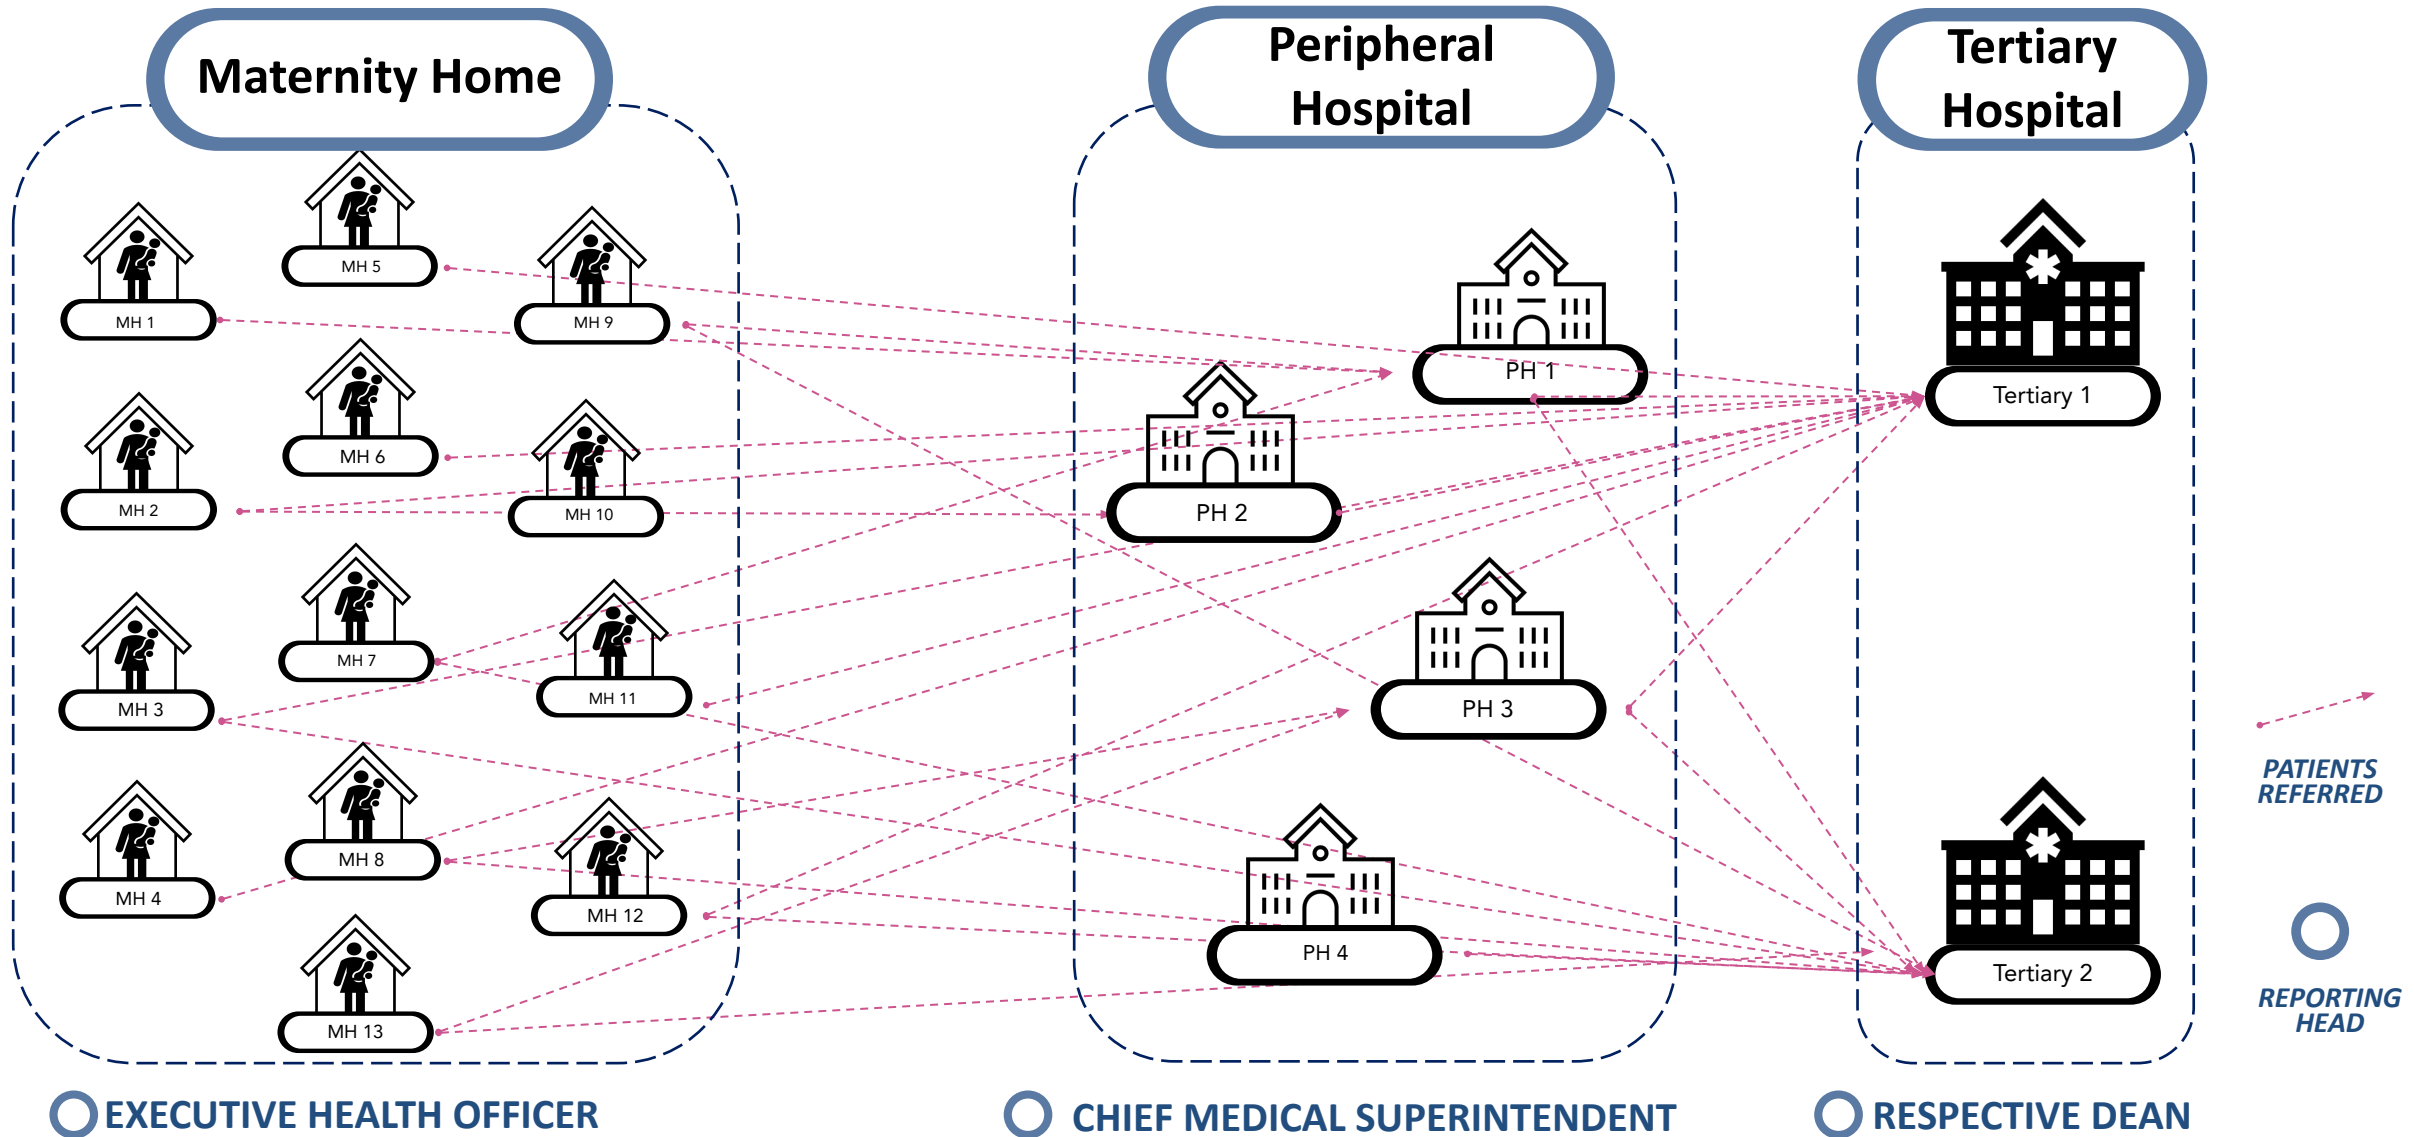 Maternity Home
Peripheral
Hospital
Tertiary
Hospital
MH 1
MH 2
MH 3
MH 4
MH 5
MH 6
MH 7
MH 8
MH 13
MH 9
MH 10
MH 11
MH 12
PH 1
PH 2
PH 3
PH 4
Tertiary 1
Tertiary 2
PATIENTS
REFERRED
REPORTING
HEAD
EXECUTIVE HEALTH OFFICER
CHIEF MEDICAL SUPERINTENDENT
RESPECTIVE DEAN